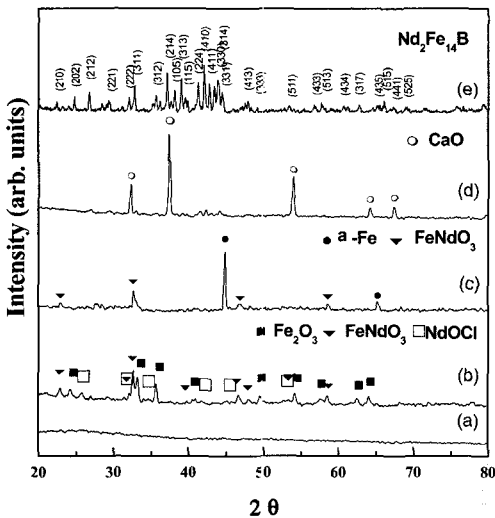 Nd2Fe14B
(210)
(202)
(212)
(221)
(222)
(311)
(312)
(214)
(105)
(313)
(115)
(224)
(410)
(411)
(330)
(331)
(314)
(413)
(511)
(433)
(513)
(434)
(317)
(435)
(515)
(441)
(525)
(e)
CaO
(d)
a -Fe FeNdO3
(c)
Fe2O3 FeNdO3 NdOCl
(b)
(a)
Intensity (arb. units)
20 30 40 50 60 70 80
2 θ